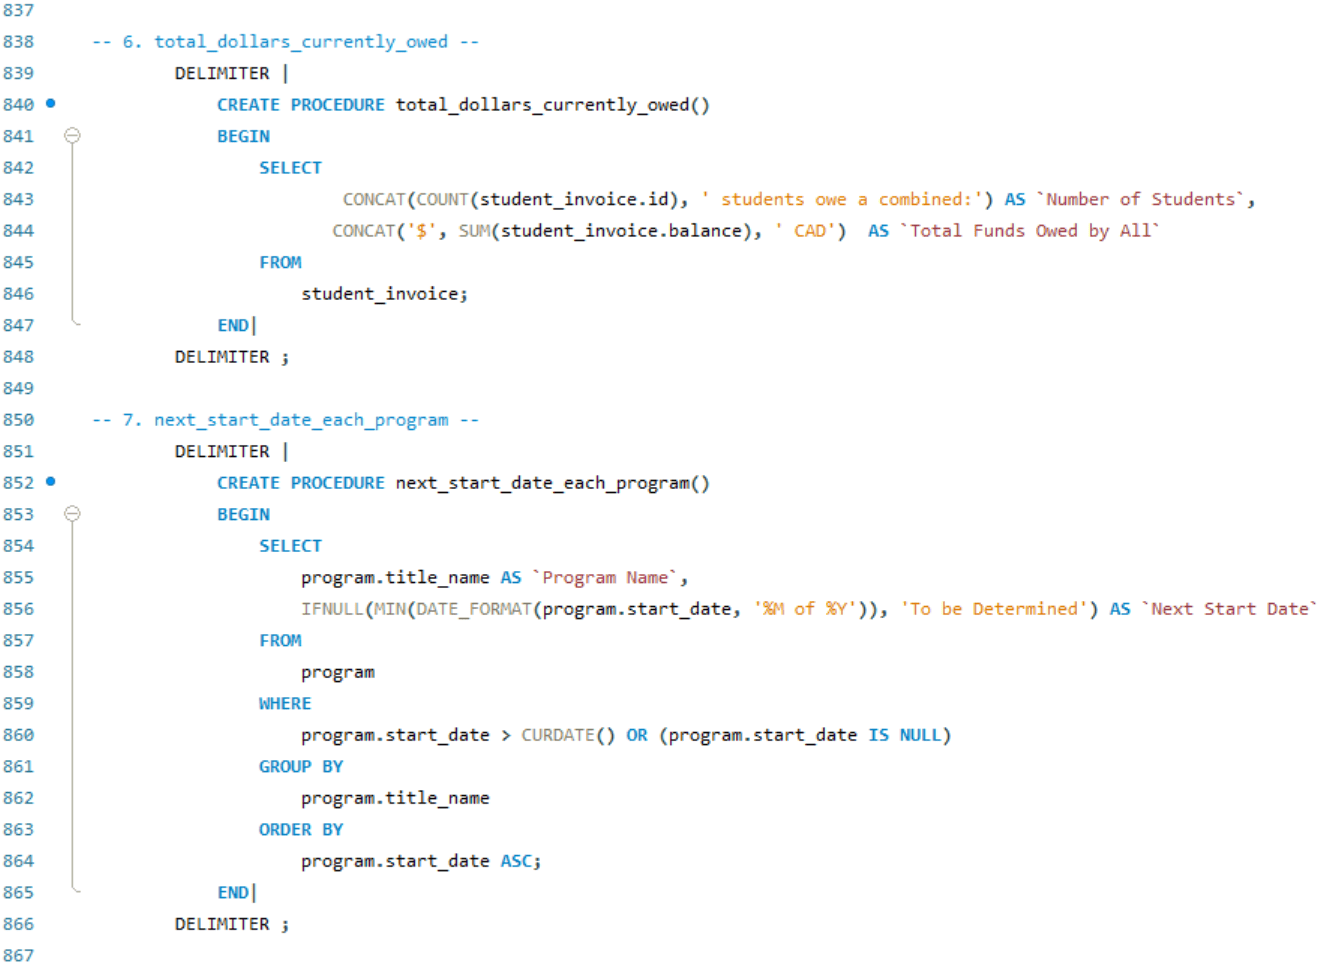 837
838 -- 6. total_dollars_currently_owed --
839 DELIMITER |
840 CREATE PROCEDURE total_dollars_currently_owed()
841 BEGIN
842 SELECT
843 CONCAT(COUNT(student_invoice.id), ' students owe a combined:') AS `Number of Students`,
844 CONCAT('$', SUM(student_invoice.balance), ' CAD')  AS `Total Funds Owed by All`
845 FROM
846 student_invoice;
847 END|
848 DELIMITER ;
849
850 -- 7. next_start_date_each_program --
851 DELIMITER |
852 CREATE PROCEDURE next_start_date_each_program()
853 BEGIN
854 SELECT
855 program.title_name AS `Program Name`,
856 IFNULL(MIN(DATE_FORMAT(program.start_date, '%M of %Y')), 'To be Determined') AS `Next Start Date`
857 FROM
858 program
859 WHERE
860 program.start_date > CURDATE() OR (program.start_date IS NULL)
861 GROUP BY
862 program.title_name
863 ORDER BY
864 program.start_date ASC;
865 END|
866 DELIMITER ;
867